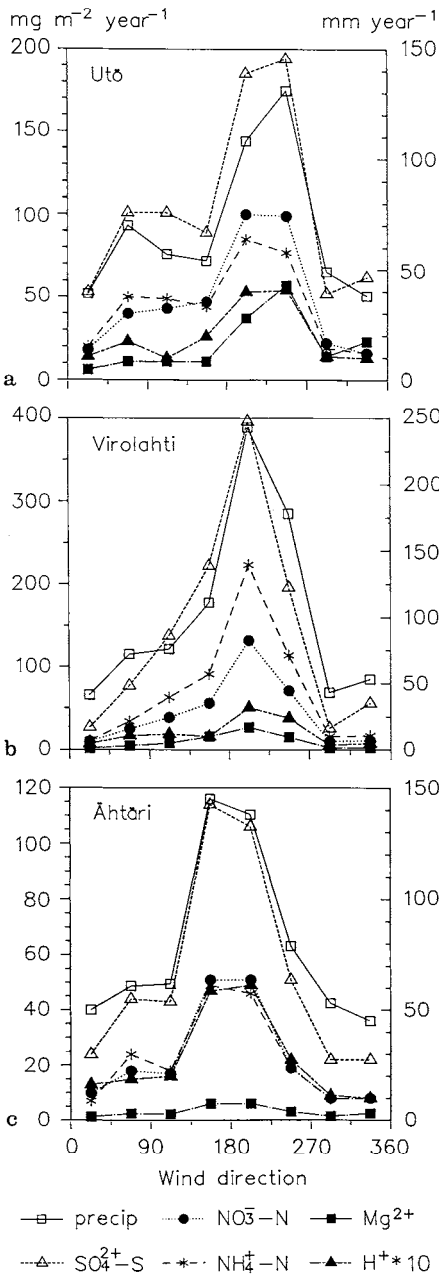 mg m⁻² year⁻¹ mm year⁻¹
200 150
Utö
150
100
100
50
50
0 0
a
400 250
Virolahti
300 200
150
200
100
100
50
b 0 0
120 150
Ähtäri
100
80 100
60
40 50
20
c 0 0
0 90 180 270 360
Wind direction
precip NO₃⁻−N Mg²⁺
SO₄²⁺−S NH₄⁺−N H⁺*10